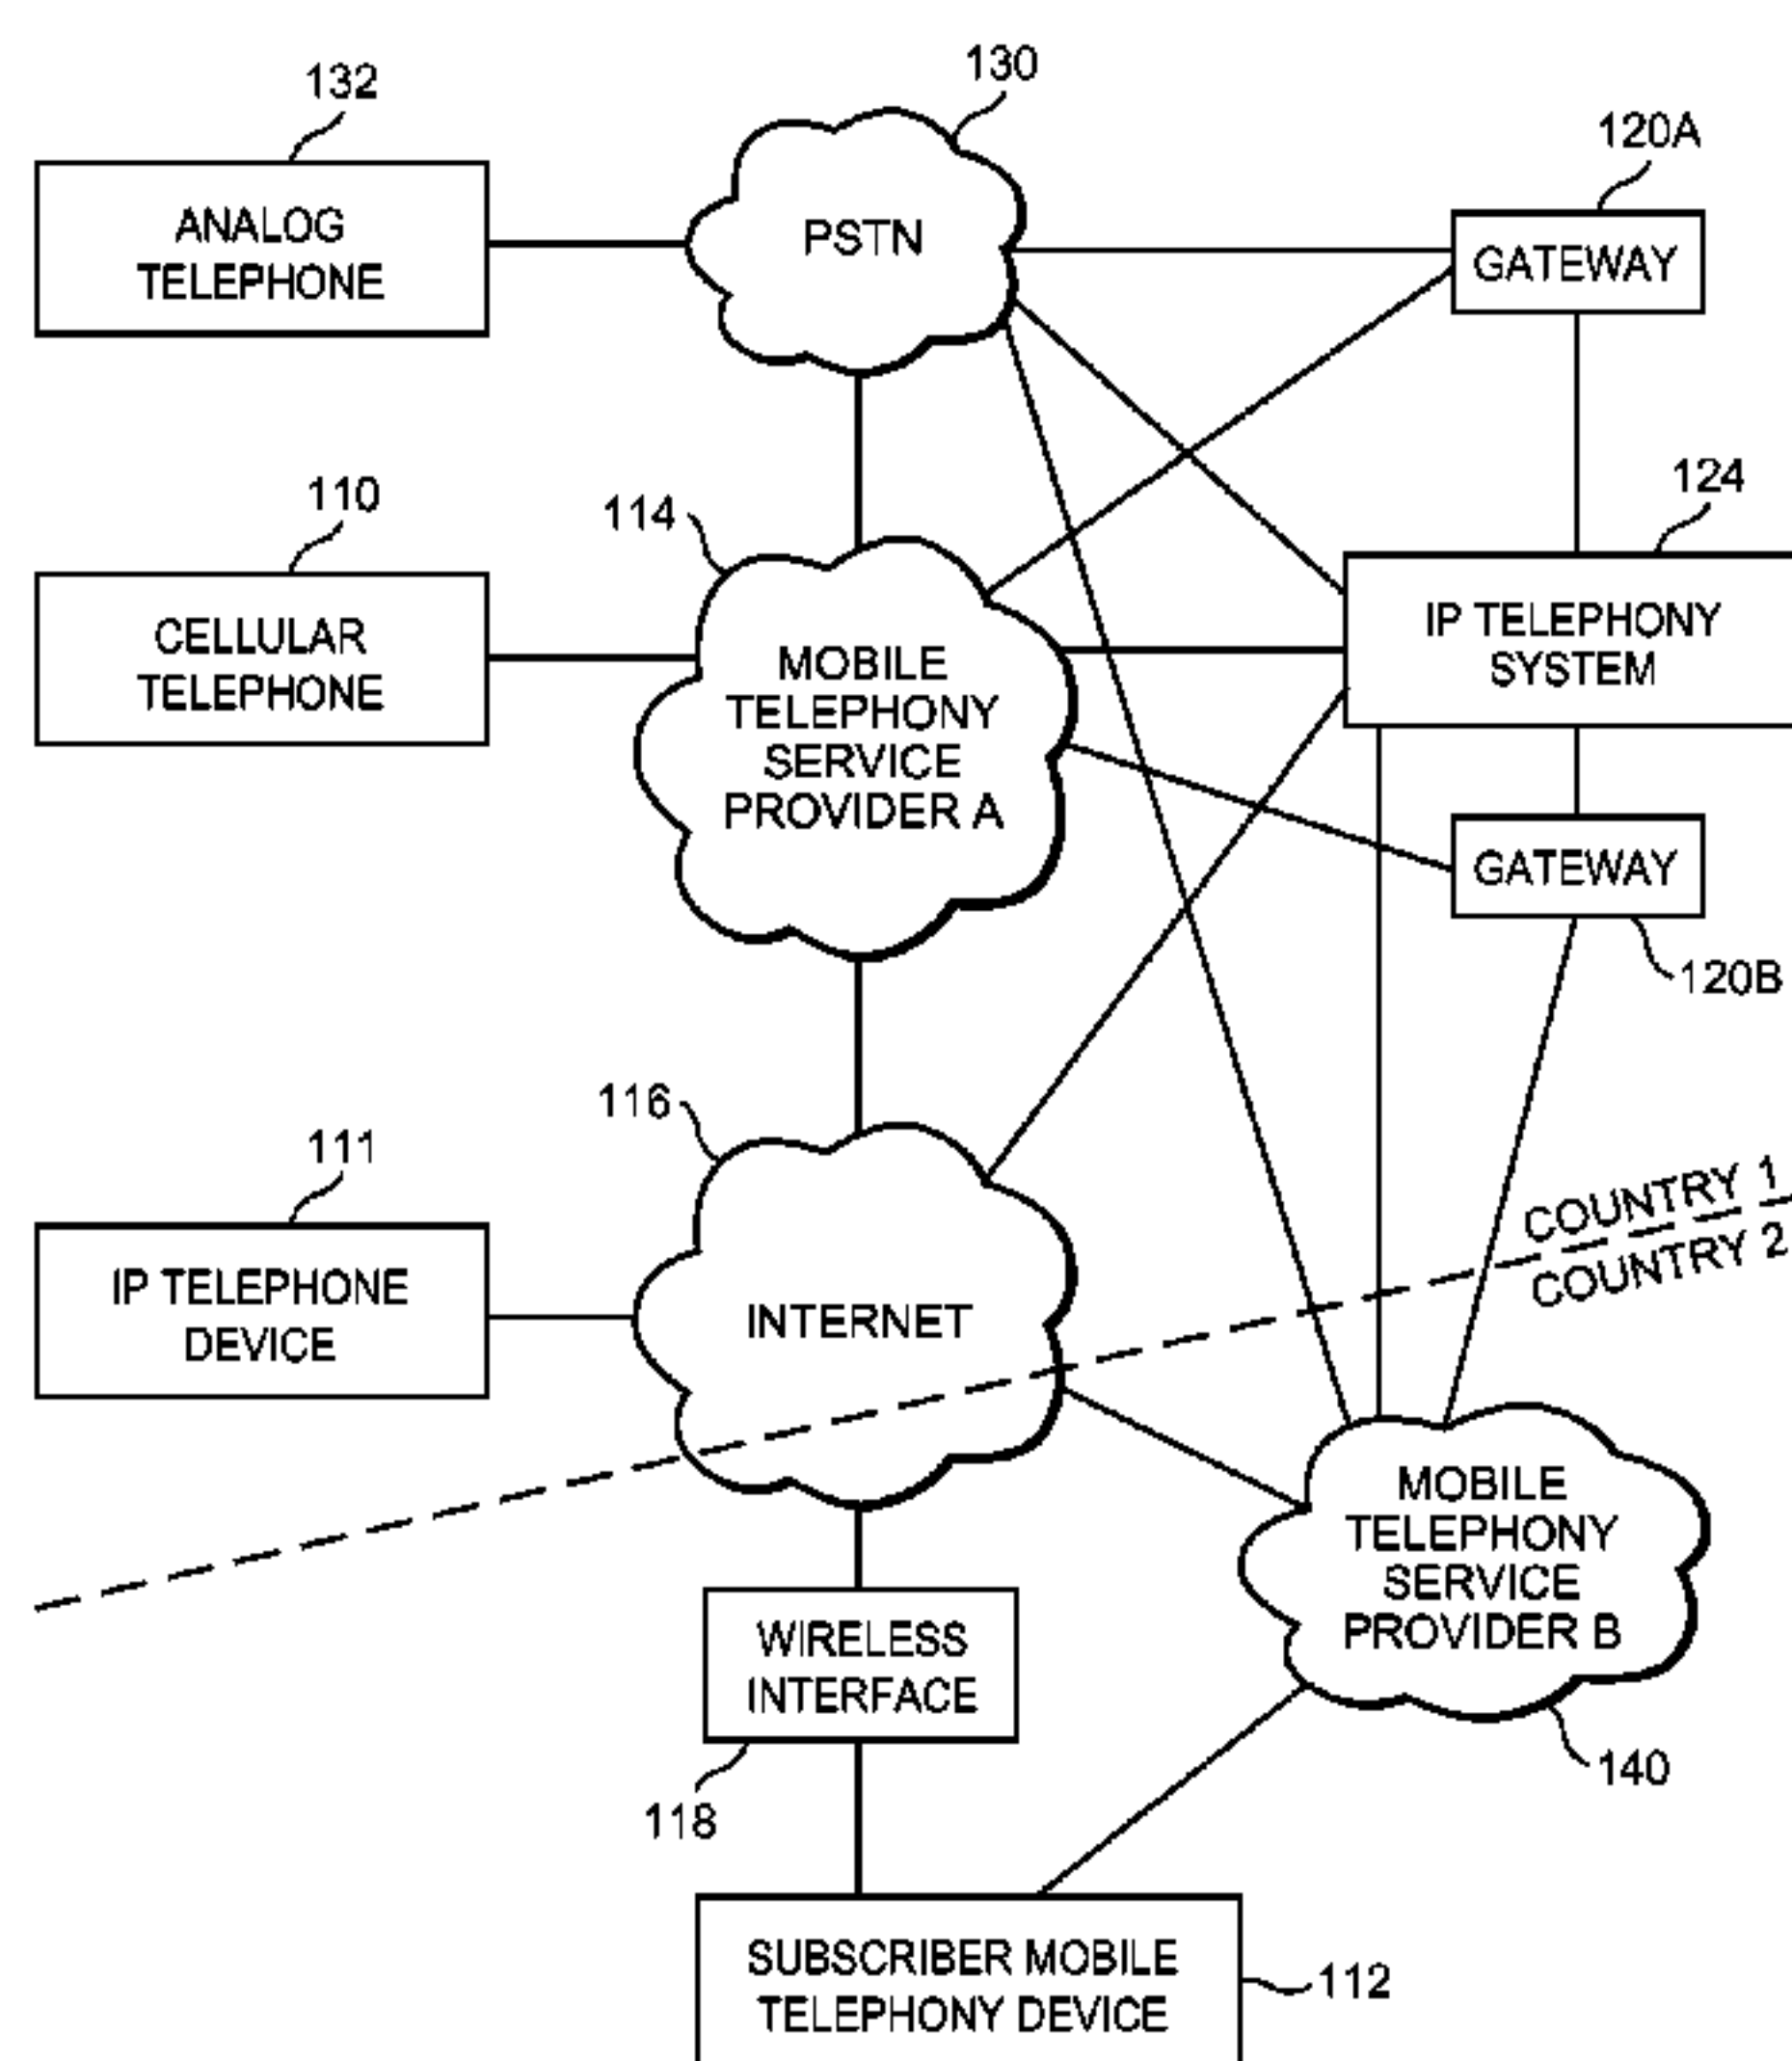 130
132
120A
ANALOG
TELEPHONE
PSTN
GATEWAY
124
110
114
CELLULAR
TELEPHONE
MOBILE
TELEPHONY
SERVICE
PROVIDER A
IP TELEPHONY
SYSTEM
GATEWAY
120B
116
111
COUNTRY 1
COUNTRY 2
IP TELEPHONE
DEVICE
INTERNET
MOBILE
TELEPHONY
SERVICE
PROVIDER B
WIRELESS
INTERFACE
140
118
SUBSCRIBER MOBILE
TELEPHONY DEVICE
112